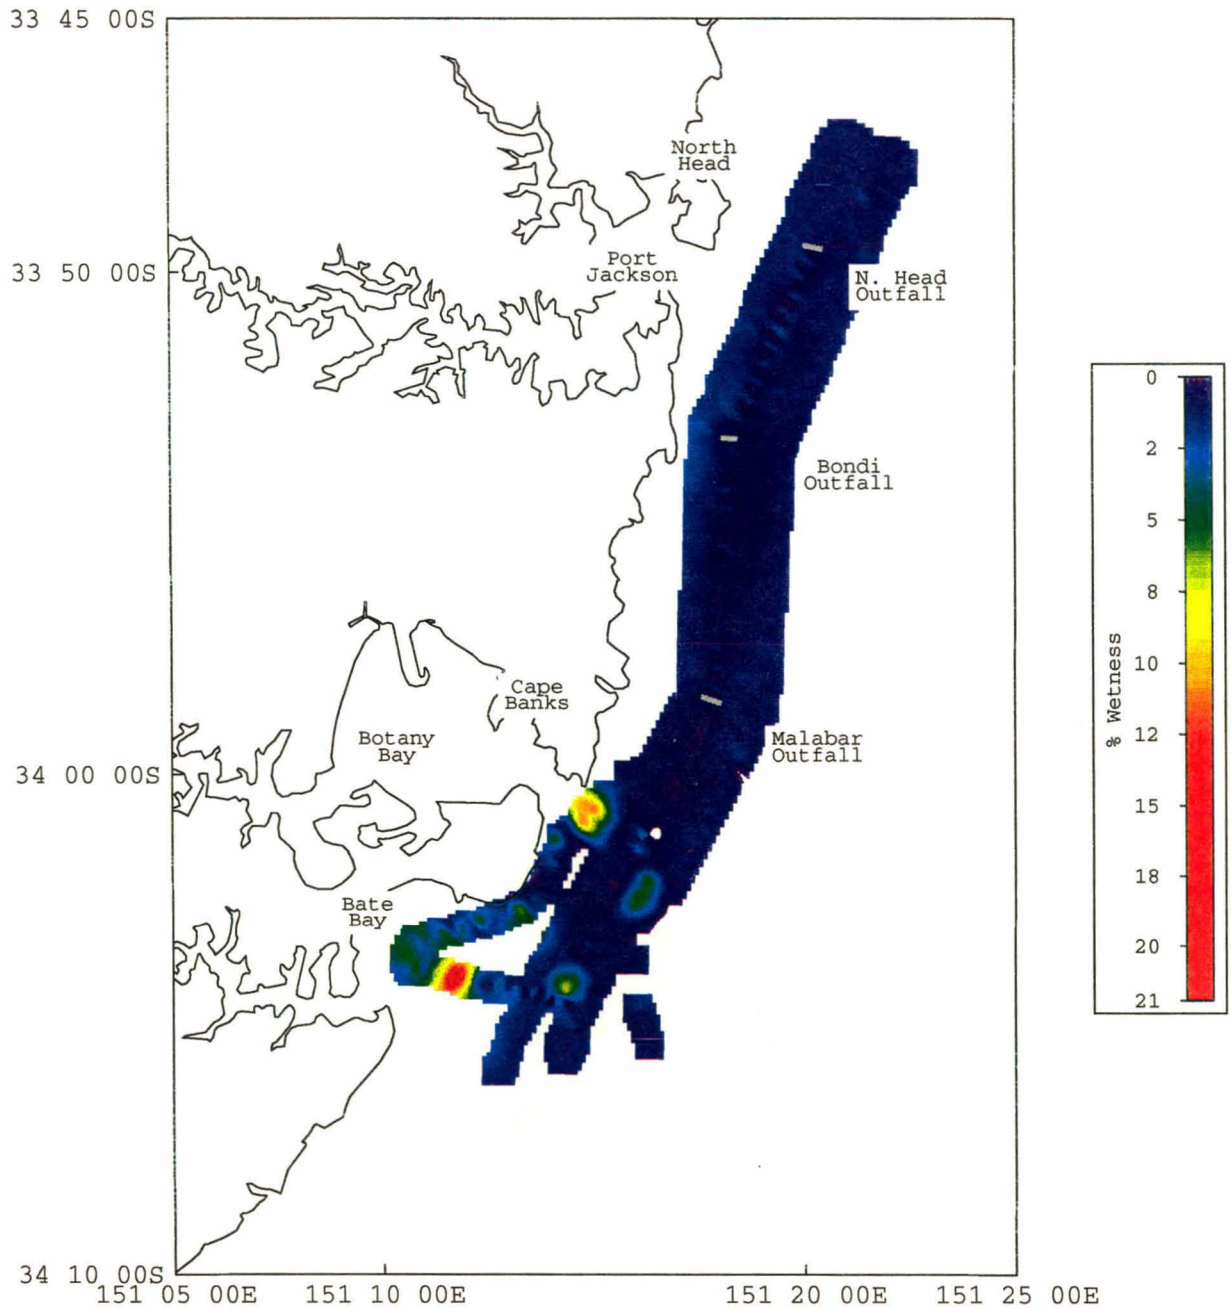 33 45 00S
North
Head
Port
Jackson
33 50 00S
N. Head
Outfall
0
2
Bondi
Outfall
5
8
% Wetness
10
Cape
Banks
12
Botany
Bay
Malabar
Outfall
34 00 00S
15
18
Bate
Bay
20
21
34 10 00S
151 05 00E
151 10 00E
151 20 00E
151 25 00E